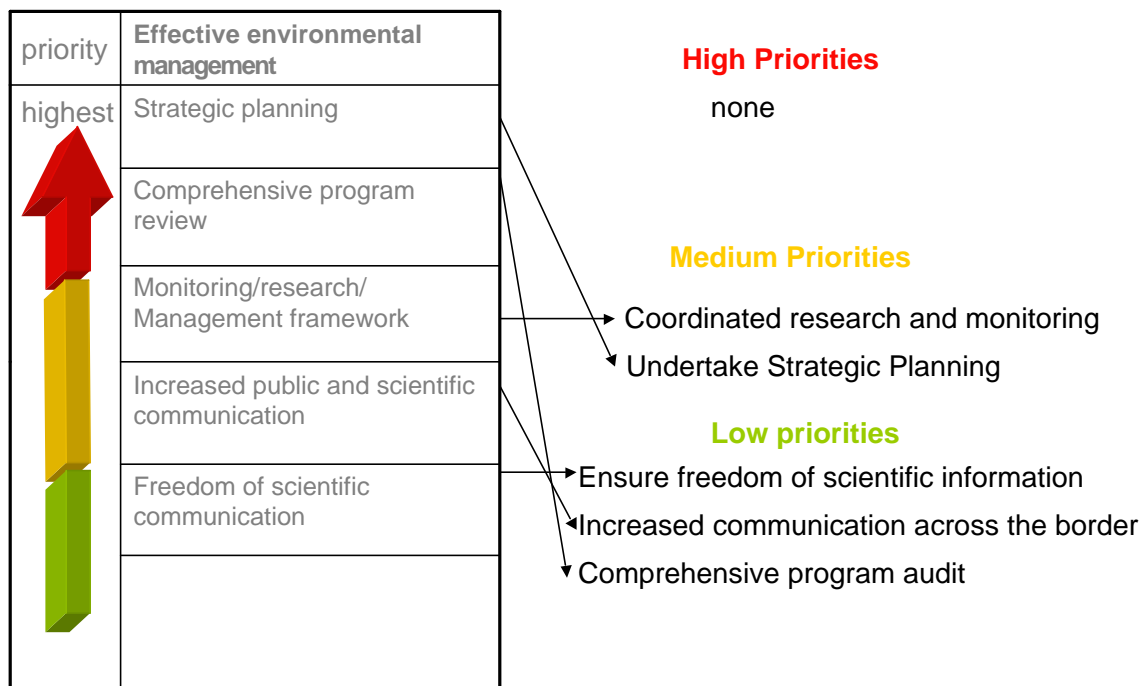 priority
Effective environmental
management
highest
Strategic planning
Comprehensive program
review
Monitoring/research/
Management framework
Increased public and scientific
communication
Freedom of scientific
communication
High Priorities
none
Medium Priorities
Coordinated research and monitoring
Undertake Strategic Planning
Low priorities
Ensure freedom of scientific information
Increased communication across the border
Comprehensive program audit